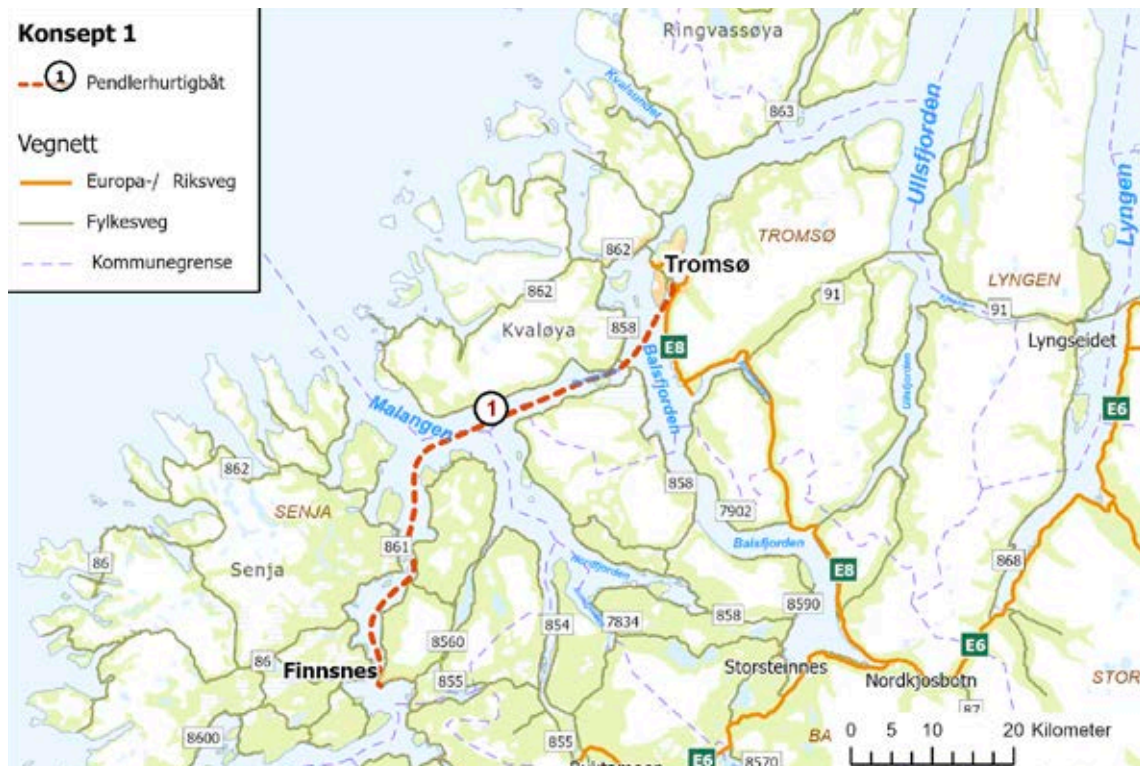 Konsept 1
1 Pendlerhurtigbåt
Vegnett
Europa-/ Riksveg
Fylkesveg
Kommunegrense
Ringvassøya
Kvalsundet
863
Ullsfjorden
Lyngen
862
TROMSØ
Tromsø
862
91
LYNGEN
91
Kvaløya
858
Lyngseidet
E8
Balsfjorden
Ullsfjorden
E6
1
Malangen
862
SENJA
858
7902
861
Balsfjorden
86
Senja
Nordfjorden
E8
868
8590
858
854
7834
8560
86
E6
Finnsnes
855
Storsteinnes
Nordkjosbotn
STOR
87
8600
BA
0 5 10 20 Kilometer
855
E6
8570